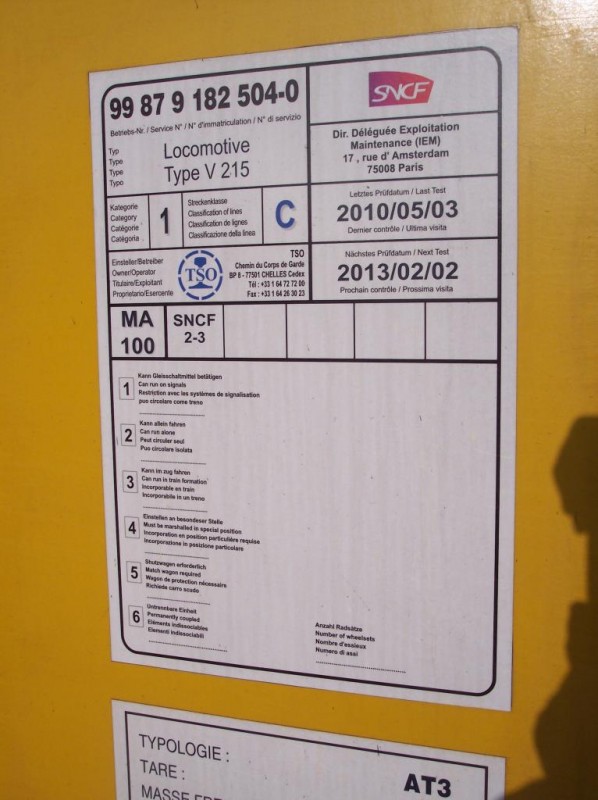 99 87 9 182 504-0
Betriebs-Nr. / Service N° / N° d'immatriculation / N° di servizio
Typ
Type
Type
Tipo
Locomotive
Type V 215
SNCF
Dir. Déléguée Exploitation
Maintenance (IEM)
17 , rue d' Amsterdam
75008 Paris
Kategorie
Category
Catégorie
Catégoria
1
Streckenklasse
Classification of lines
Classification de lignes
Classificazione della linea
C
Letztes Prüfdatum / Last Test
2010/05/03
Dernier contrôle / Ultima visita
Einsteller/Betreiber
Owner/Operator
Titulaire/Exploitant
Proprietario/Esercente
TSO
TSO
Chemin du Corps de Garde
BP 8 - 77501 CHELLES Cedex
Tél : +33 1 64 72 72 00
Fax : +33 1 64 26 30 23
Nächstes Prüfdatum / Next Test
2013/02/02
Prochain contrôle / Prossima visita
MA
100
SNCF
2-3
1
Kann Gleisschaltmittel betätigen
Can run on signals
Restriction avec les systèmes de signalisation
puo circolare come treno
2
Kann allein fahren
Can run alone
Peut circuler seul
Puo circolare isolata
3
Kann im zug fahren
Can run in train formation
Incorporable en train
Incorporabile in un treno
4
Einstellen an besondeser Stelle
Must be marshalled in special position
Incorporation en position particulière requise
Incorporazione in posizione particolare
5
Shutzwagen erforderlich
Match wagon required
Wagon de protection nécessaire
Richieda carro scudo
6
Untrennbare Einheit
Permanently coupled
Eléments indissociables
Elementi indissociabili
Anzahl Radsätze
Number of wheelsets
Nombre d'essieux
Numero di assi
TYPOLOGIE :
TARE :
AT3
MASSE FRE